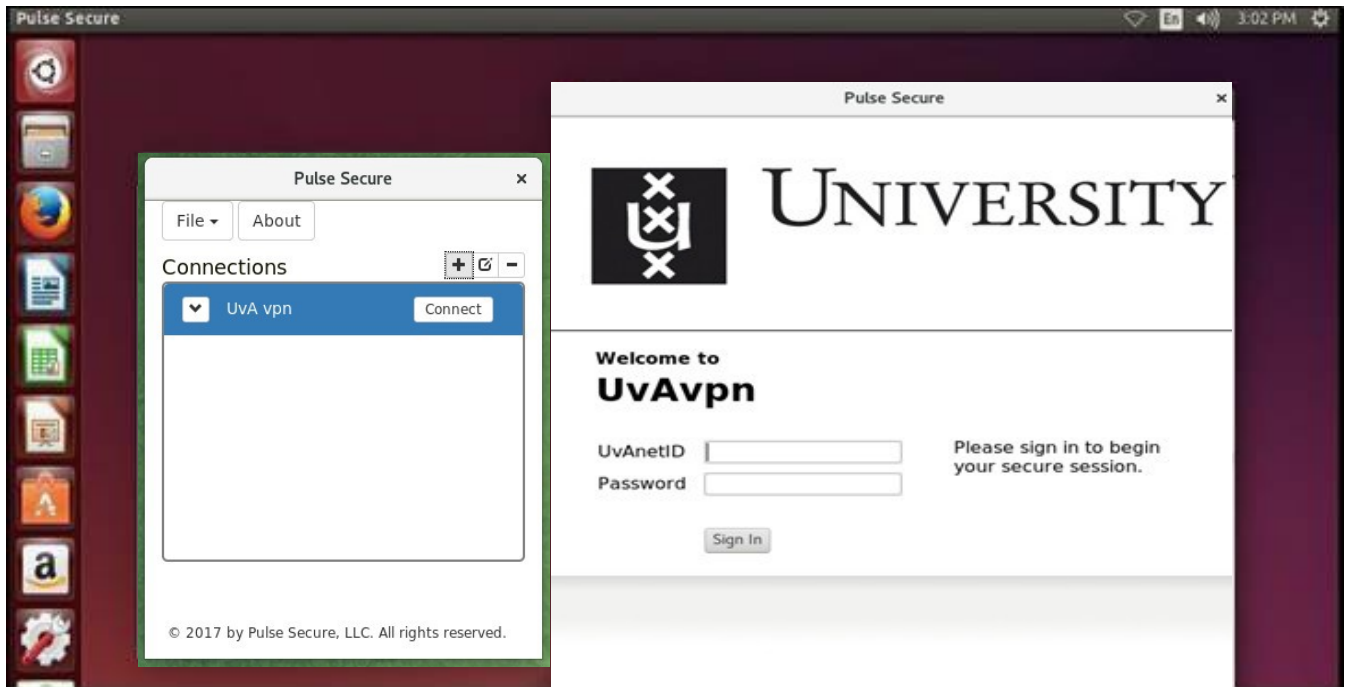 Pulse Secure
En
3:02 PM
Pulse Secure
File
About
Connections
UvA vpn
Connect
© 2017 by Pulse Secure, LLC. All rights reserved.
Pulse Secure
UNIVERSITY
Welcome to
UvAvpn
UvAnetID
Password
Please sign in to begin
your secure session.
Sign In